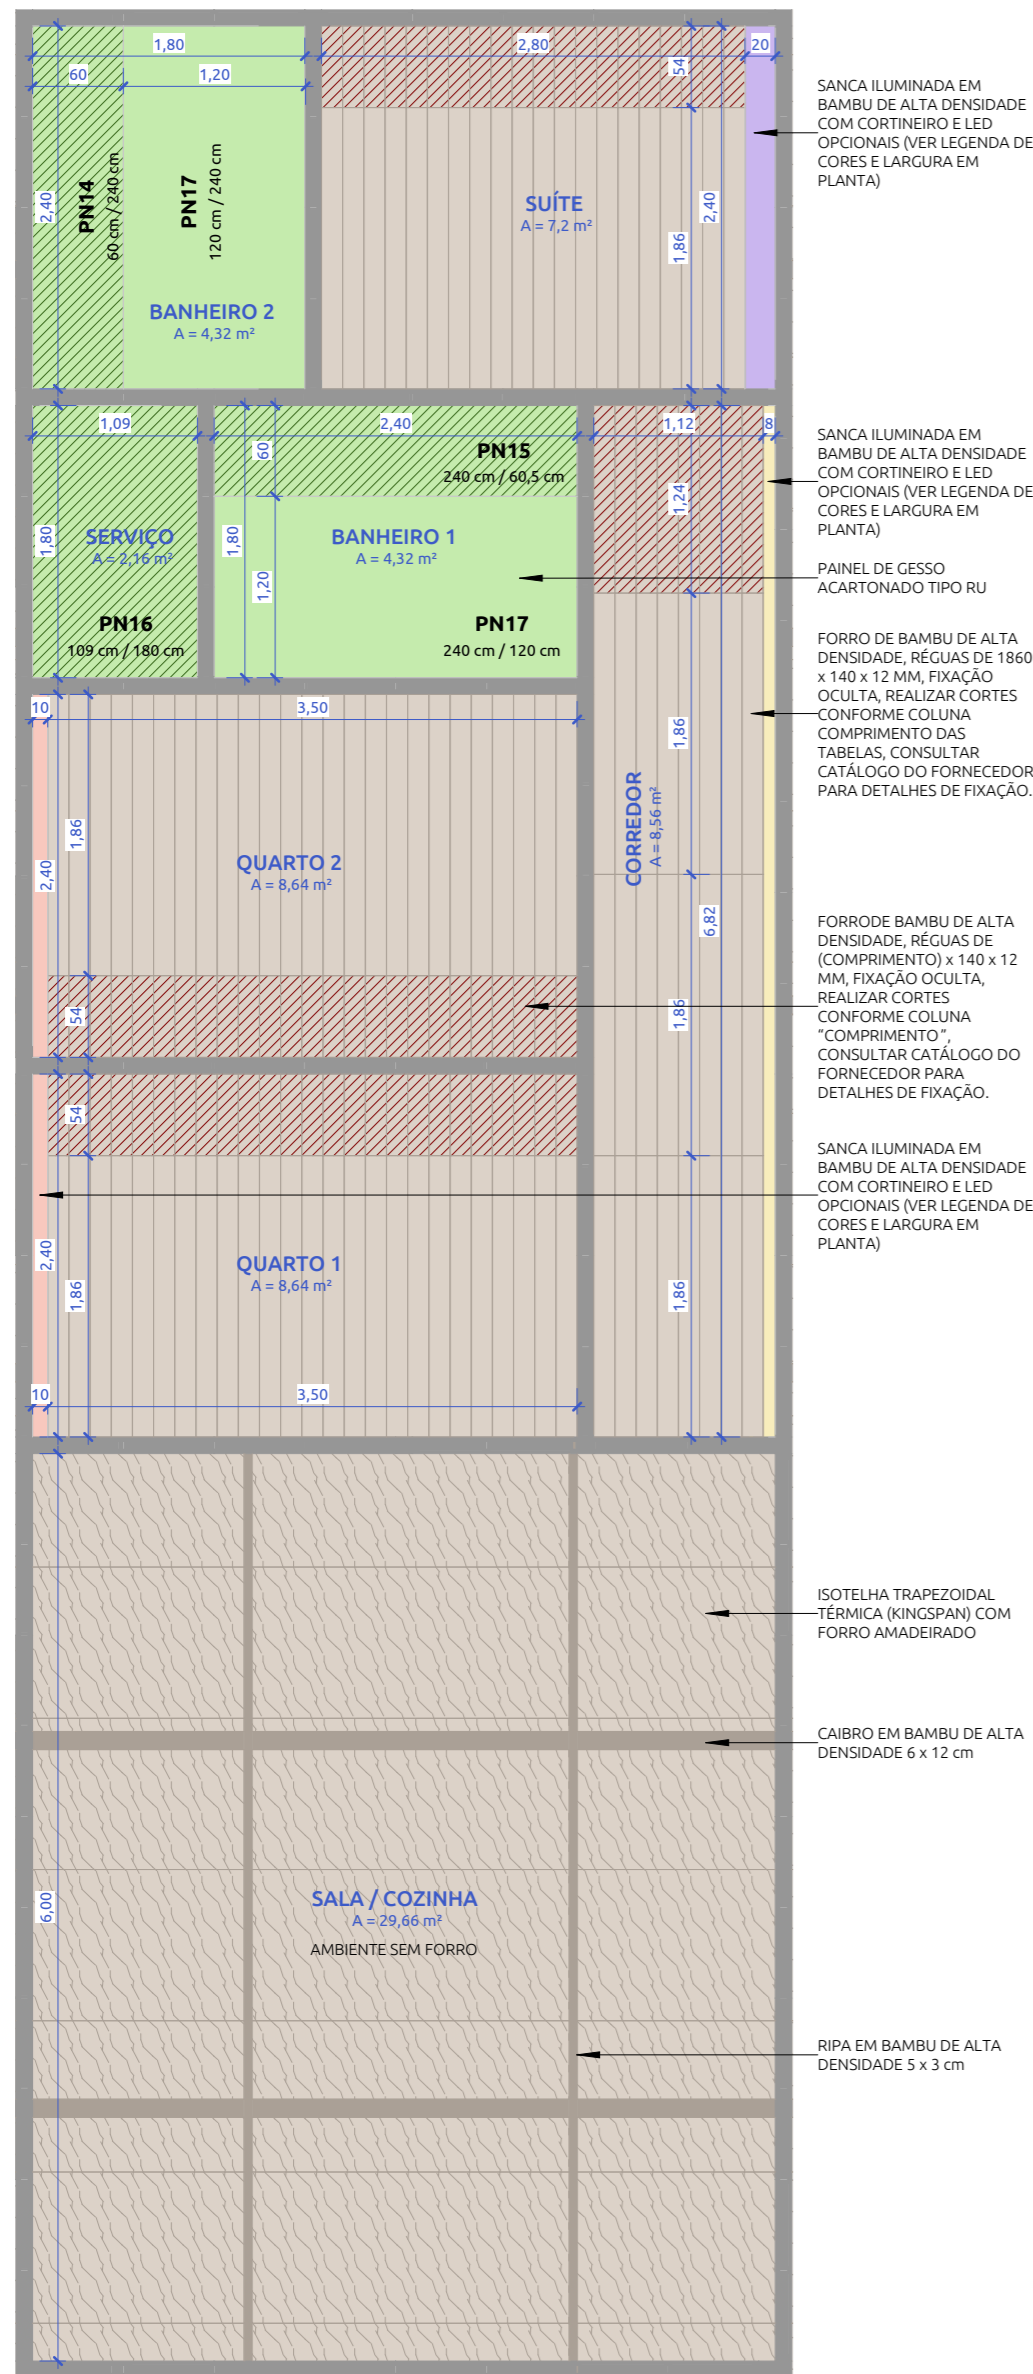 1,80
2,80
20
60
1,20
54
2,40
PN14
60 cm / 240 cm
PN17
120 cm / 240 cm
SUÍTE
A = 7,2 m²
2,40
1,86
BANHEIRO 2
A = 4,32 m²
SANCA ILUMINADA EM
BAMBU DE ALTA DENSIDADE
COM CORTINEIRO E LED
OPCIONAIS (VER LEGENDA DE
CORES E LARGURA EM
PLANTA)
1,09
2,40
1,12
8
60
PN15
240 cm / 60,5 cm
1,24
1,80
SERVIÇO
A = 2,16 m²
1,80
BANHEIRO 1
A = 4,32 m²
1,20
PN16
109 cm / 180 cm
PN17
240 cm / 120 cm
SANCA ILUMINADA EM
BAMBU DE ALTA DENSIDADE
COM CORTINEIRO E LED
OPCIONAIS (VER LEGENDA DE
CORES E LARGURA EM
PLANTA)
PAINEL DE GESSO
ACARTONADO TIPO RU
FORRO DE BAMBU DE ALTA
DENSIDADE, RÉGUAS DE 1860
x 140 x 12 MM, FIXAÇÃO
OCULTA, REALIZAR CORTES
CONFORME COLUNA
COMPRIMENTO DAS
TABELAS, CONSULTAR
CATÁLOGO DO FORNECEDOR
PARA DETALHES DE FIXAÇÃO.
10
3,50
1,86
1,86
2,40
QUARTO 2
A = 8,64 m²
CORREDOR
A = 8,56 m²
6,82
54
1,86
FORRODE BAMBU DE ALTA
DENSIDADE, RÉGUAS DE
(COMPRIMENTO) x 140 x 12
MM, FIXAÇÃO OCULTA,
REALIZAR CORTES
CONFORME COLUNA
"COMPRIMENTO",
CONSULTAR CATÁLOGO DO
FORNECEDOR PARA
DETALHES DE FIXAÇÃO.
54
2,40
1,86
QUARTO 1
A = 8,64 m²
1,86
10
3,50
SANCA ILUMINADA EM
BAMBU DE ALTA DENSIDADE
COM CORTINEIRO E LED
OPCIONAIS (VER LEGENDA DE
CORES E LARGURA EM
PLANTA)
ISOTELHA TRAPEZOIDAL
TÉRMICA (KINGSPAN) COM
FORRO AMADEIRADO
CAIBRO EM BAMBU DE ALTA
DENSIDADE 6 x 12 cm
6,00
SALA / COZINHA
A = 29,66 m²
AMBIENTE SEM FORRO
RIPA EM BAMBU DE ALTA
DENSIDADE 5 x 3 cm